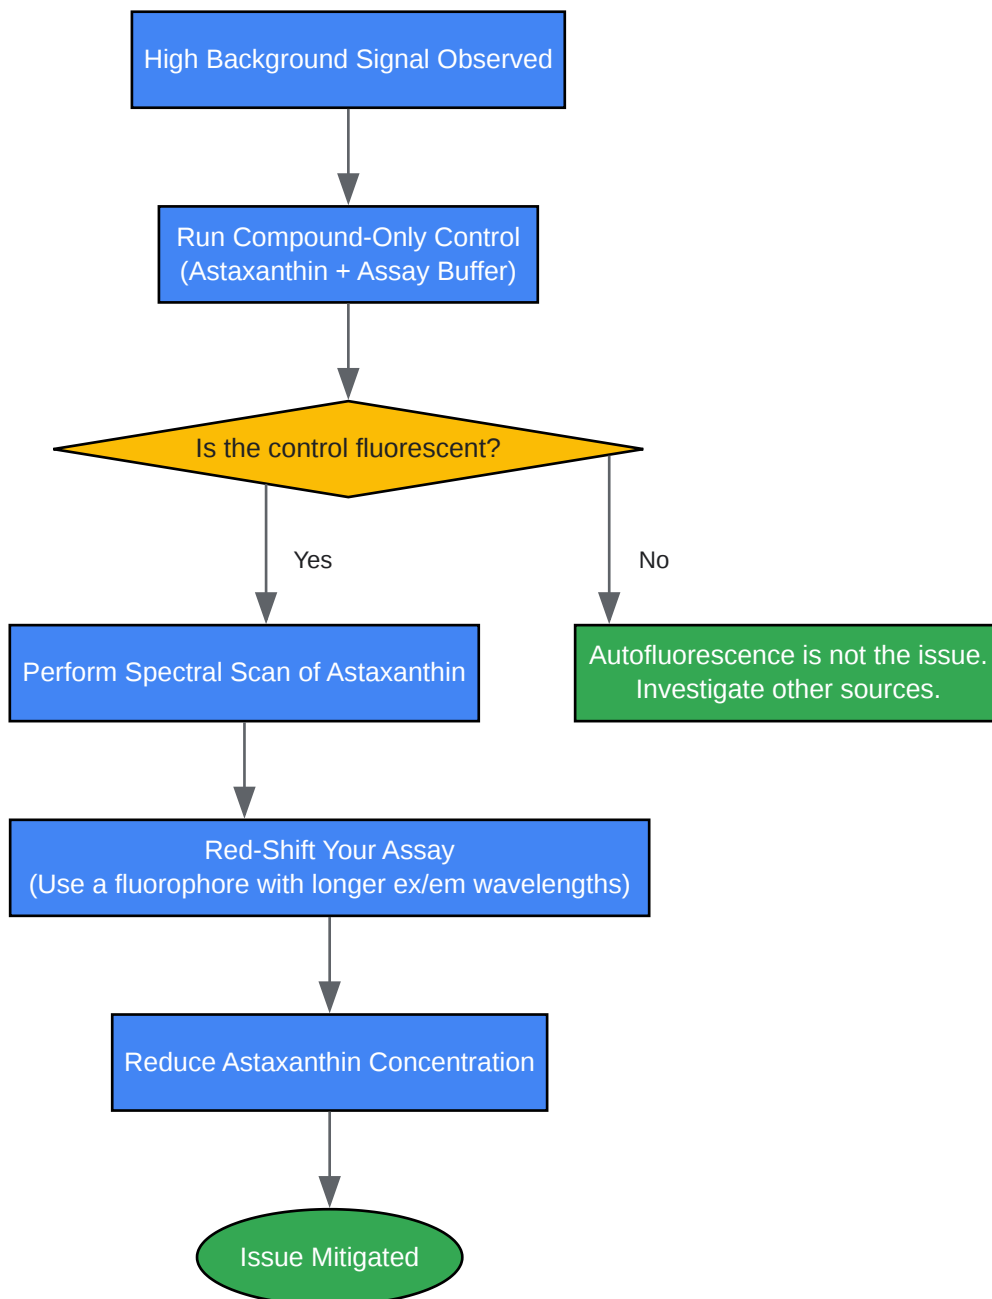 High Background Signal Observed
Run Compound-Only Control
(Astaxanthin + Assay Buffer)
Is the control fluorescent?
Yes
No
Perform Spectral Scan of Astaxanthin
Autofluorescence is not the issue.
Investigate other sources.
Red-Shift Your Assay
(Use a fluorophore with longer ex/em wavelengths)
Reduce Astaxanthin Concentration
Issue Mitigated